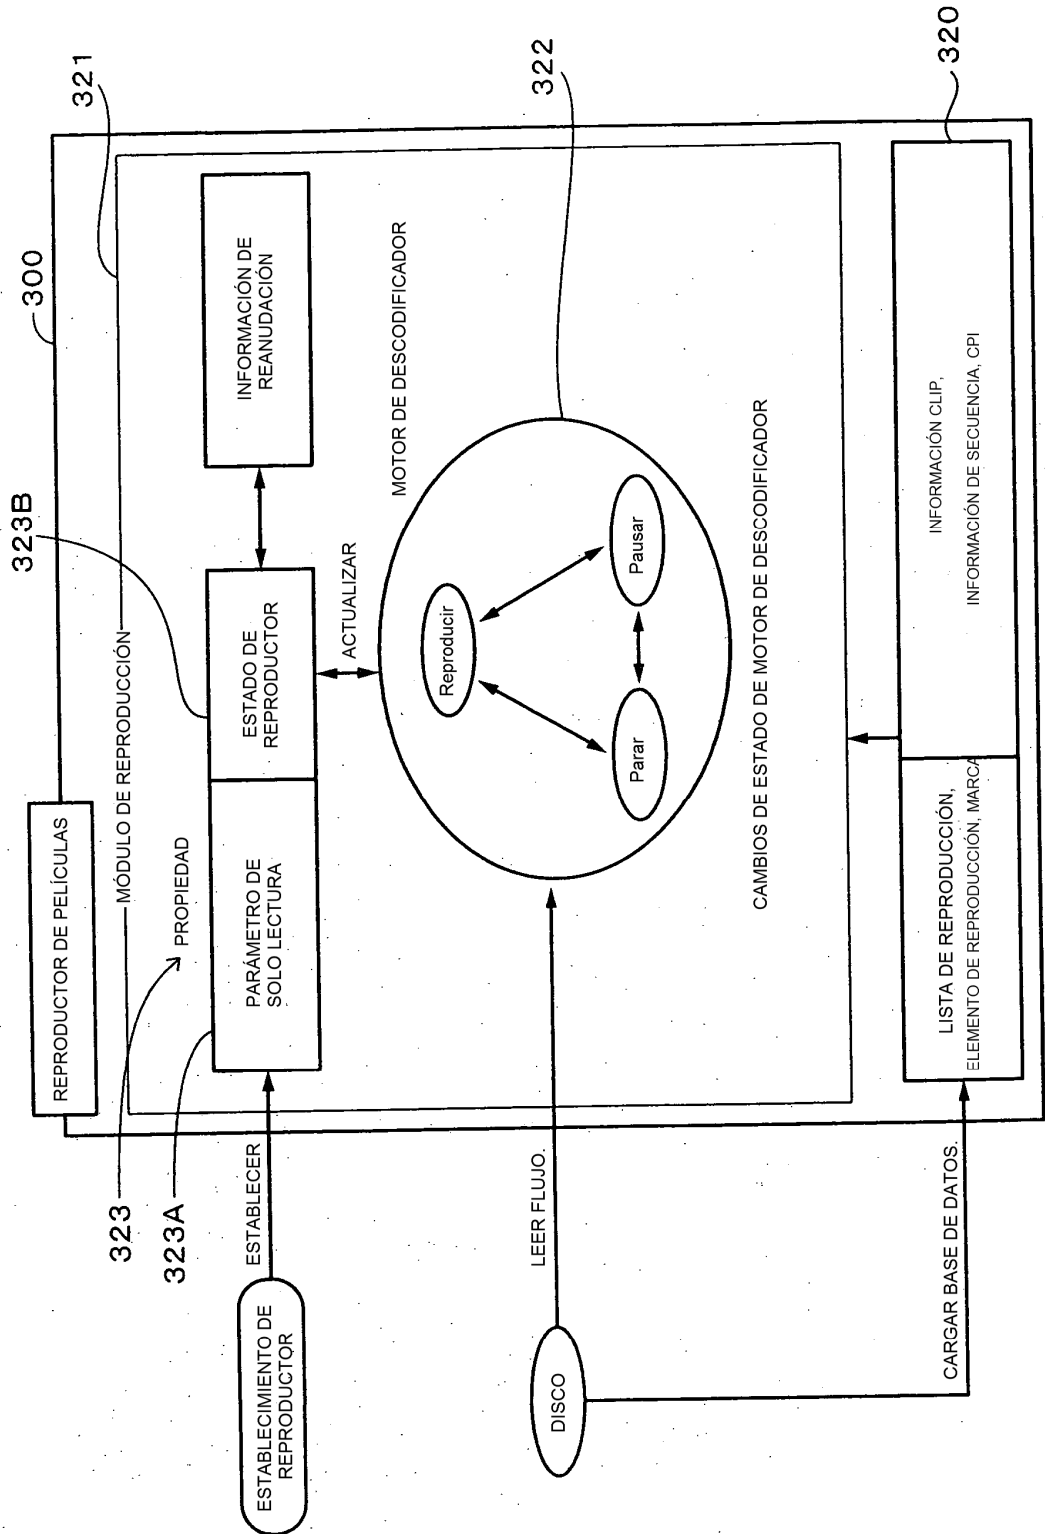 300
321
REPRODUCTOR DE PELÍCULAS
MÓDULO DE REPRODUCCIÓN
323
PROPIEDAD
323A
323B
ESTABLECIMIENTO DE
REPRODUCTOR
ESTABLECER
PARÁMETRO DE
SOLO LECTURA
ESTADO DE
REPRODUCTOR
INFORMACIÓN DE
REANUDACIÓN
ACTUALIZAR
MOTOR DE DESCODIFICADOR
322
Reproducir
Parar
Pausar
DISCO
LEER FLUJO.
CAMBIOS DE ESTADO DE MOTOR DE DESCODIFICADOR
CARGAR BASE DE DATOS.
LISTA DE REPRODUCCIÓN,
ELEMENTO DE REPRODUCCIÓN, MARCA
INFORMACIÓN CLIP,
INFORMACIÓN DE SECUENCIA, CPI
320